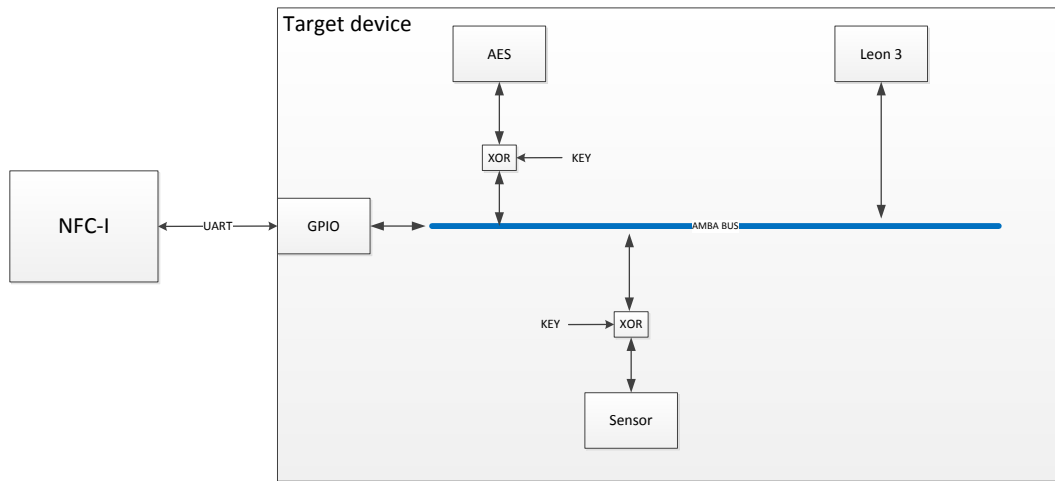 Target device
AES
Leon 3
XOR
KEY
NFC-I
UART
GPIO
AMBA BUS
KEY
XOR
Sensor